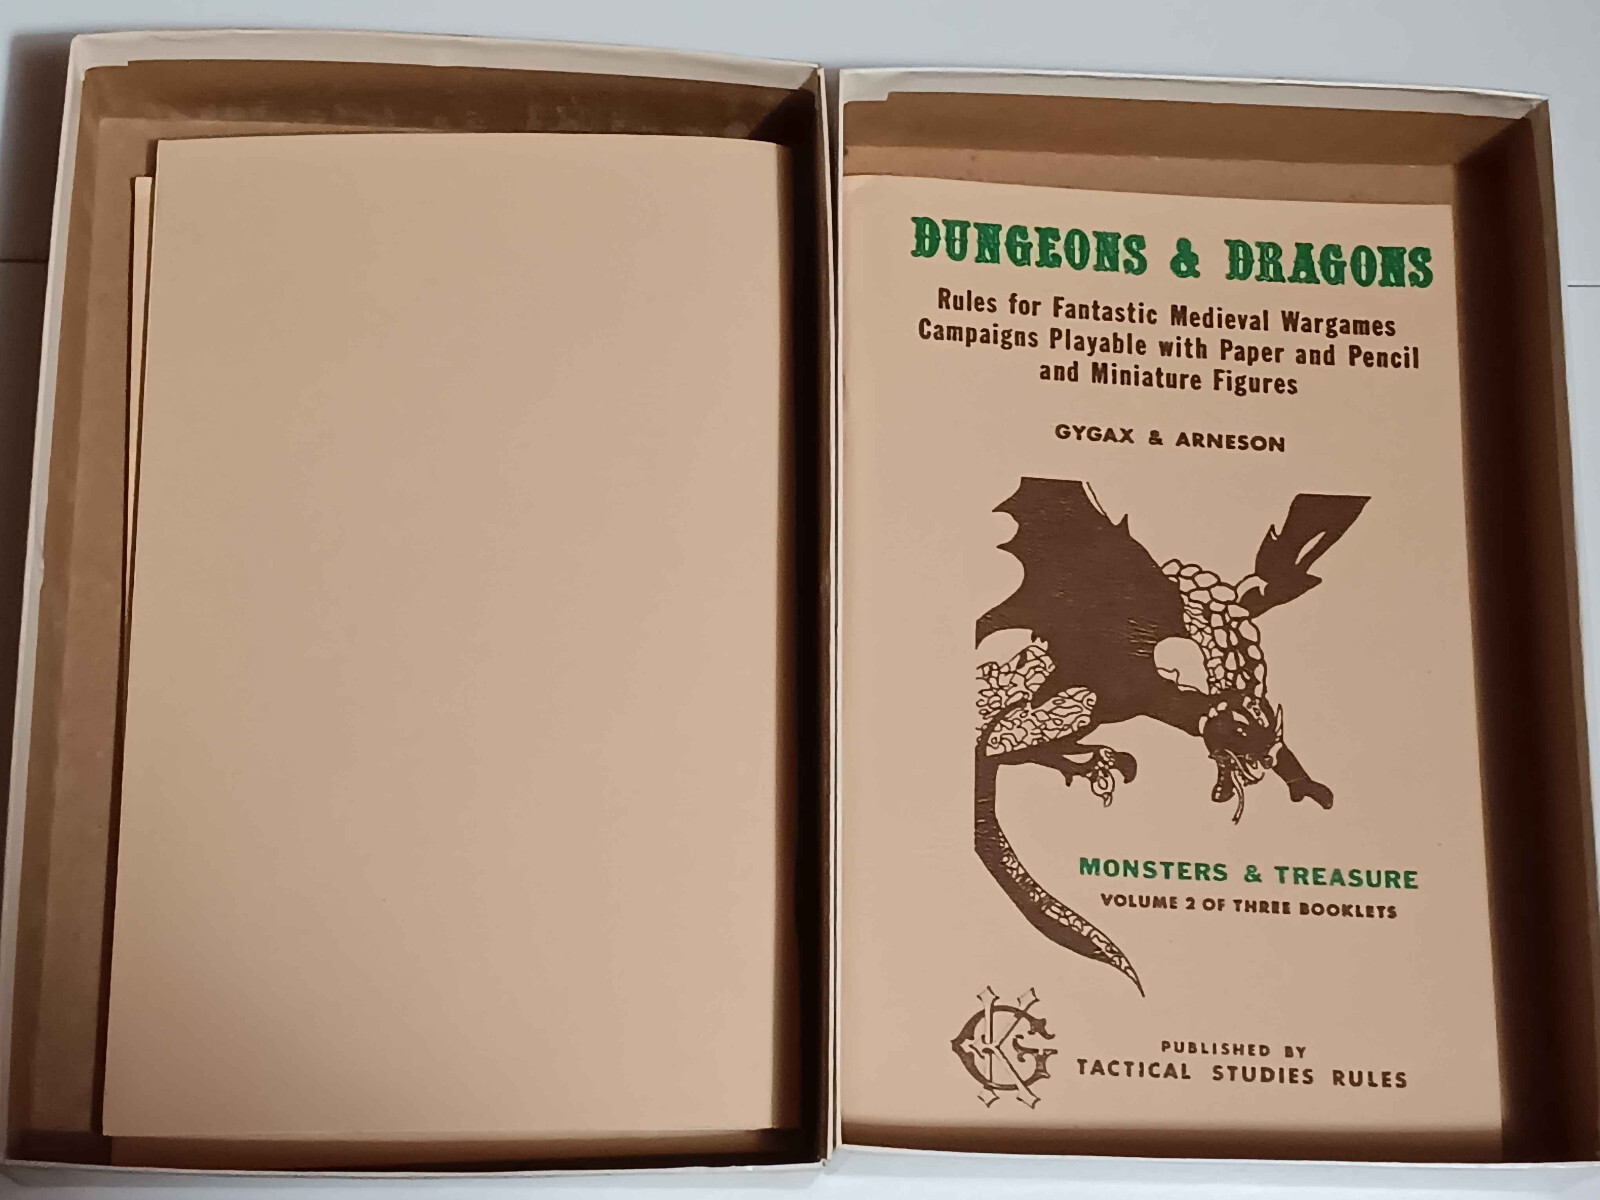 DUNGEONS & DRAGONS
Rules for Fantastic Medieval Wargames
Campaigns Playable with Paper and Pencil
and Miniature Figures
GYGAX & ARNESON
MONSTERS & TREASURE
VOLUME 2 OF THREE BOOKLETS
GK
PUBLISHED BY
TACTICAL STUDIES RULES